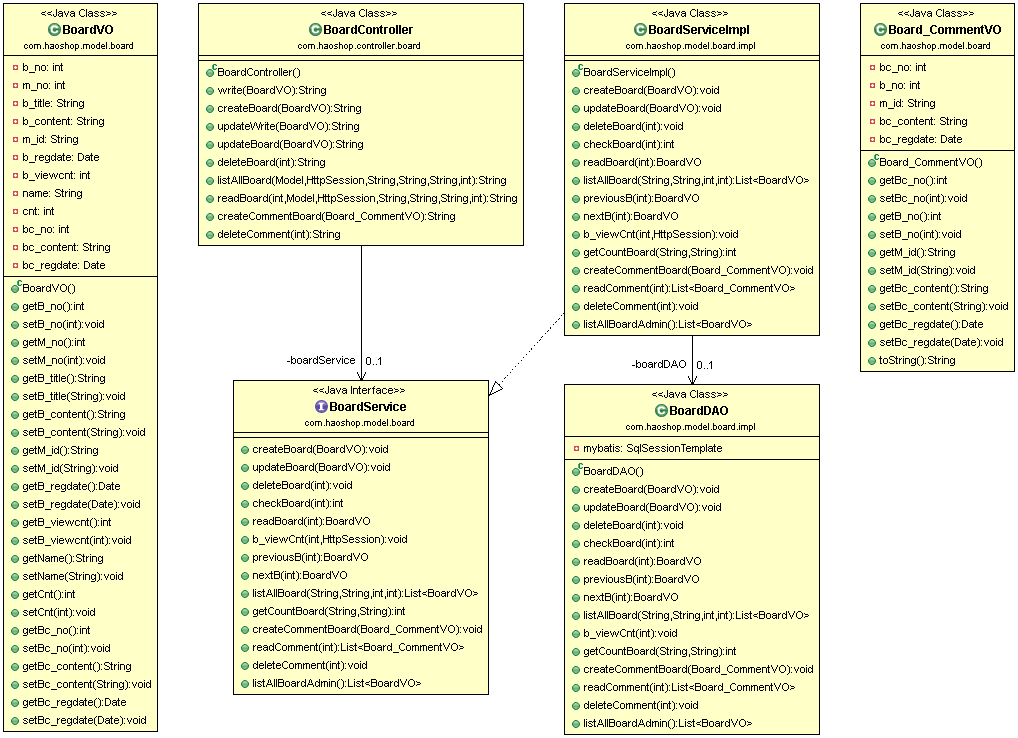 <<Java Class>>
BoardVO
com.haoshop.model.board
b_no: int
m_no: int
b_title: String
b_content: String
m_id: String
b_regdate: Date
b_viewcnt: int
name: String
cnt: int
bc_no: int
bc_content: String
bc_regdate: Date
BoardVO()
getB_no():int
setB_no(int):void
getM_no():int
setM_no(int):void
getB_title():String
setB_title(String):void
getB_content():String
setB_content(String):void
getM_id():String
setM_id(String):void
getB_regdate():Date
setB_regdate(Date):void
getB_viewcnt():int
setB_viewcnt(int):void
getName():String
setName(String):void
getCnt():int
setCnt(int):void
getBc_no():int
setBc_no(int):void
getBc_content():String
setBc_content(String):void
getBc_regdate():Date
setBc_regdate(Date):void
<<Java Class>>
BoardController
com.haoshop.controller.board
BoardController()
write(BoardVO):String
createBoard(BoardVO):String
updateWrite(BoardVO):String
updateBoard(BoardVO):String
deleteBoard(int):String
listAllBoard(Model,HttpSession,String,String,String,int):String
readBoard(int,Model,HttpSession,String,String,String,int):String
createCommentBoard(Board_CommentVO):String
deleteComment(int):String
-boardService
0..1
<<Java Interface>>
BoardService
com.haoshop.model.board
createBoard(BoardVO):void
updateBoard(BoardVO):void
deleteBoard(int):void
checkBoard(int):int
readBoard(int):BoardVO
b_viewCnt(int,HttpSession):void
previousB(int):BoardVO
nextB(int):BoardVO
listAllBoard(String,String,int,int):List<BoardVO>
getCountBoard(String,String):int
createCommentBoard(Board_CommentVO):void
readComment(int):List<Board_CommentVO>
deleteComment(int):void
listAllBoardAdmin():List<BoardVO>
<<Java Class>>
BoardServiceImpl
com.haoshop.model.board.impl
BoardServiceImpl()
createBoard(BoardVO):void
updateBoard(BoardVO):void
deleteBoard(int):void
checkBoard(int):int
readBoard(int):BoardVO
listAllBoard(String,String,int,int):List<BoardVO>
previousB(int):BoardVO
nextB(int):BoardVO
b_viewCnt(int,HttpSession):void
getCountBoard(String,String):int
createCommentBoard(Board_CommentVO):void
readComment(int):List<Board_CommentVO>
deleteComment(int):void
listAllBoardAdmin():List<BoardVO>
-boardDAO
0..1
<<Java Class>>
BoardDAO
com.haoshop.model.board.impl
mybatis: SqlSessionTemplate
BoardDAO()
createBoard(BoardVO):void
updateBoard(BoardVO):void
deleteBoard(int):void
checkBoard(int):int
readBoard(int):BoardVO
previousB(int):BoardVO
nextB(int):BoardVO
listAllBoard(String,String,int,int):List<BoardVO>
b_viewCnt(int):void
getCountBoard(String,String):int
createCommentBoard(Board_CommentVO):void
readComment(int):List<Board_CommentVO>
deleteComment(int):void
listAllBoardAdmin():List<BoardVO>
<<Java Class>>
Board_CommentVO
com.haoshop.model.board
bc_no: int
b_no: int
m_id: String
bc_content: String
bc_regdate: Date
Board_CommentVO()
getBc_no():int
setBc_no(int):void
getB_no():int
setB_no(int):void
getM_id():String
setM_id(String):void
getBc_content():String
setBc_content(String):void
getBc_regdate():Date
setBc_regdate(Date):void
toString():String